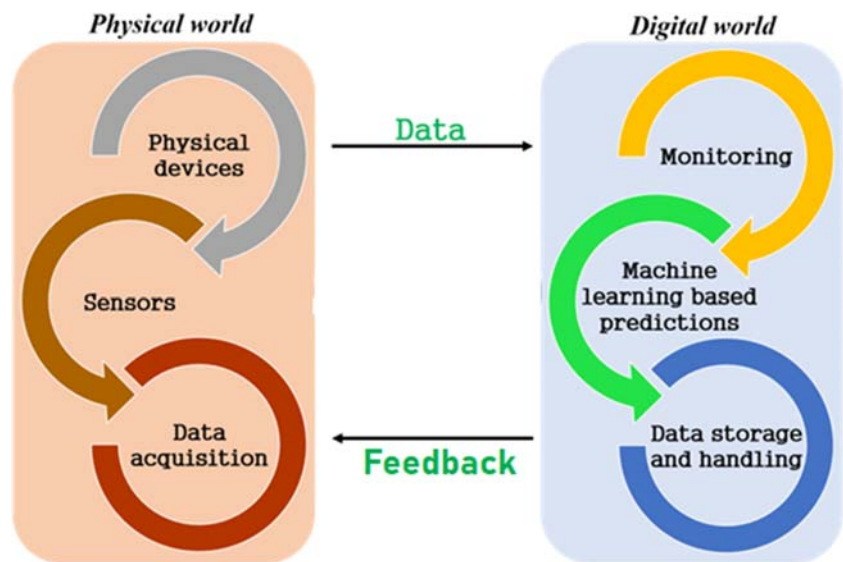 Physical world
Digital world
Physical
devices
Data
Monitoring
Sensors
Machine
learning based
predictions
Data
acquisition
Feedback
Data storage
and handling